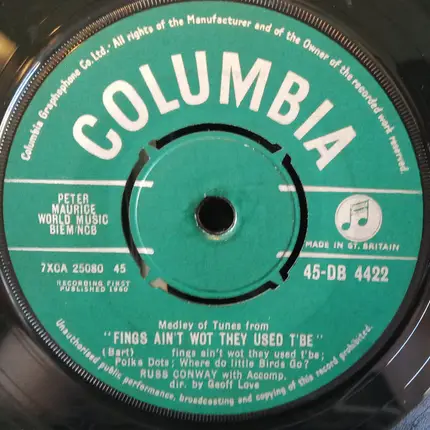 Columbia Graphophone Co. Ltd. · All rights of the Manufacturer and of the Owner of the recorded work reserved.
COLUMBIA
PETER
MAURICE
WORLD MUSIC
BIEM/NCB
MADE IN GT. BRITAIN
7XCA 25080 45
45-DB 4422
RECORDING FIRST
PUBLISHED 1960
Medley of Tunes from
"FINGS AIN'T WOT THEY USED T'BE"
(Bart) fings ain't wot they used t'be;
Polka Dots; Where do little Birds Go?
RUSS CONWAY with Accomp.
dir. by Geoff Love
Unauthorised public performance, broadcasting and copying of this record prohibited.